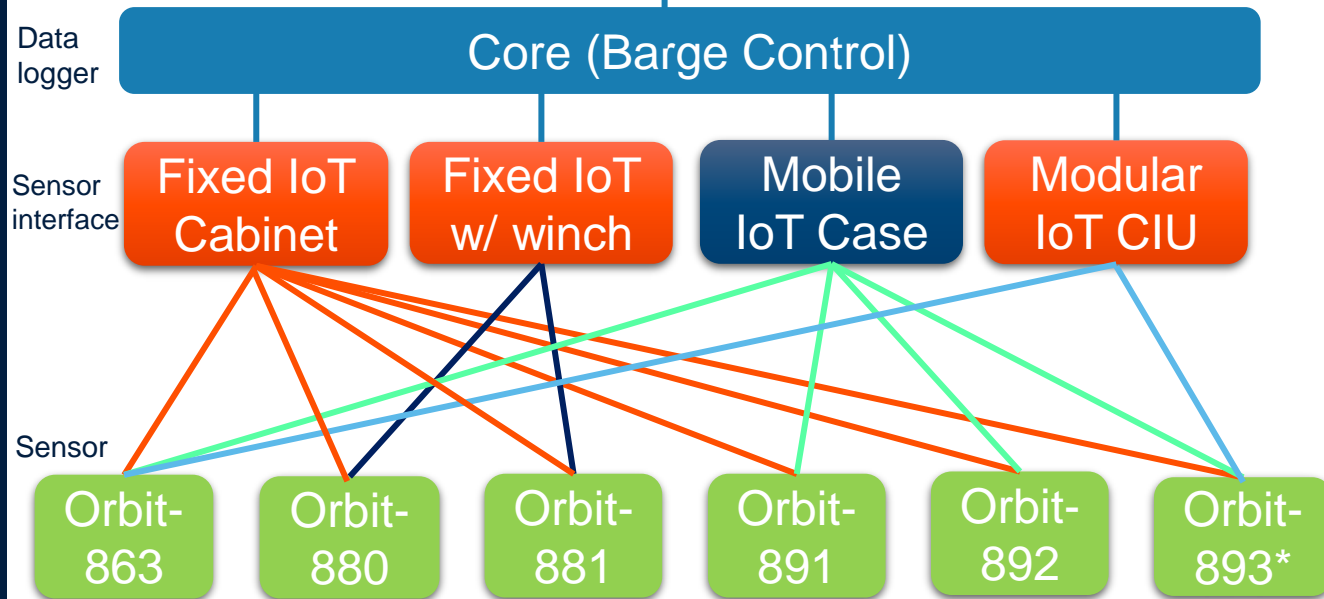 Data
logger
Core (Barge Control)
Sensor
interface
Fixed IoT
Cabinet
Fixed IoT
w/ winch
Mobile
IoT Case
Modular
IoT CIU
Sensor
Orbit-
863
Orbit-
880
Orbit-
881
Orbit-
891
Orbit-
892
Orbit-
893*